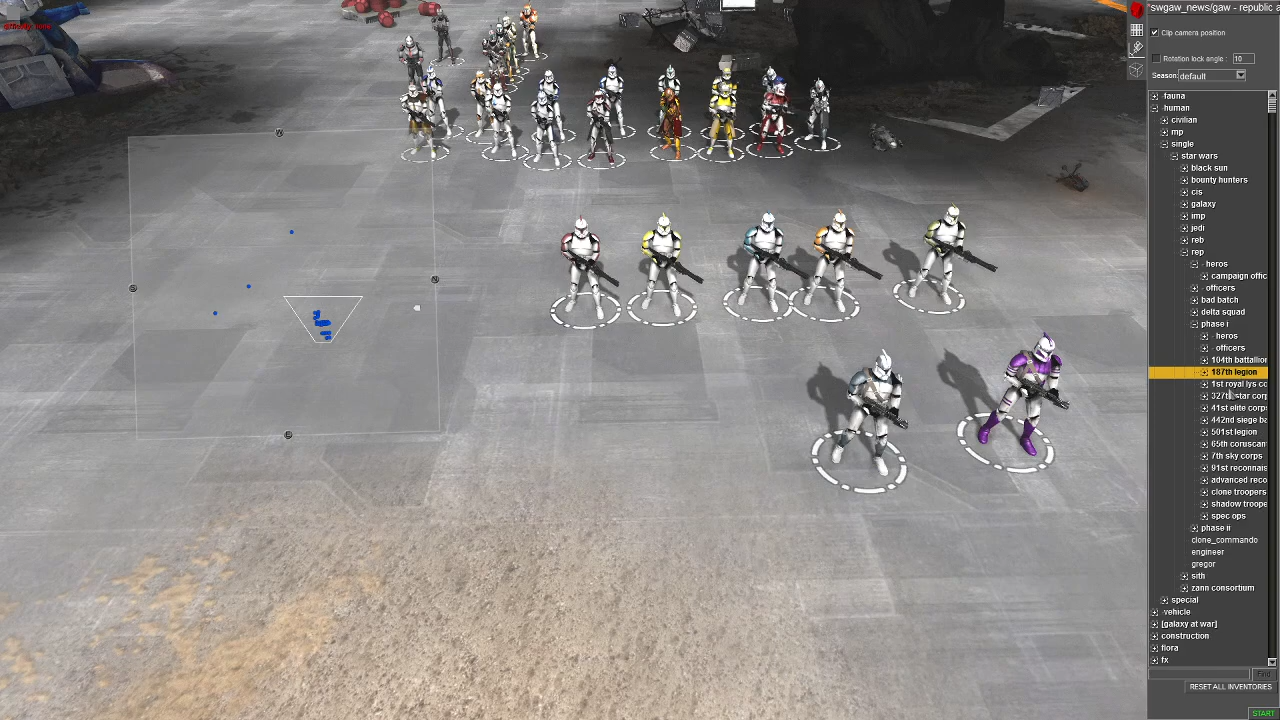 "swgaw_news/gaw - republic a
Clip camera position
Rotation lock angle : 10
Season: default
fauna
human
civilian
mp
single
star wars
black sun
bounty hunters
cis
galaxy
imp
jedi
reb
rep
heros
campaign offic
officers
bad batch
delta squad
phase i
heros
officers
104th battalion
187th legion
1st royal lys co
327th star corp
41st elite corps
442nd siege ba
501st legion
65th coruscan
7th sky corps
91st reconnais
advanced reco
clone troopers
shadow troope
spec ops
phase ii
clone_commando
engineer
gregor
sith
zann consortium
special
vehicle
[galaxy at war]
construction
flora
fx
Find
RESET ALL INVENTORIES
START